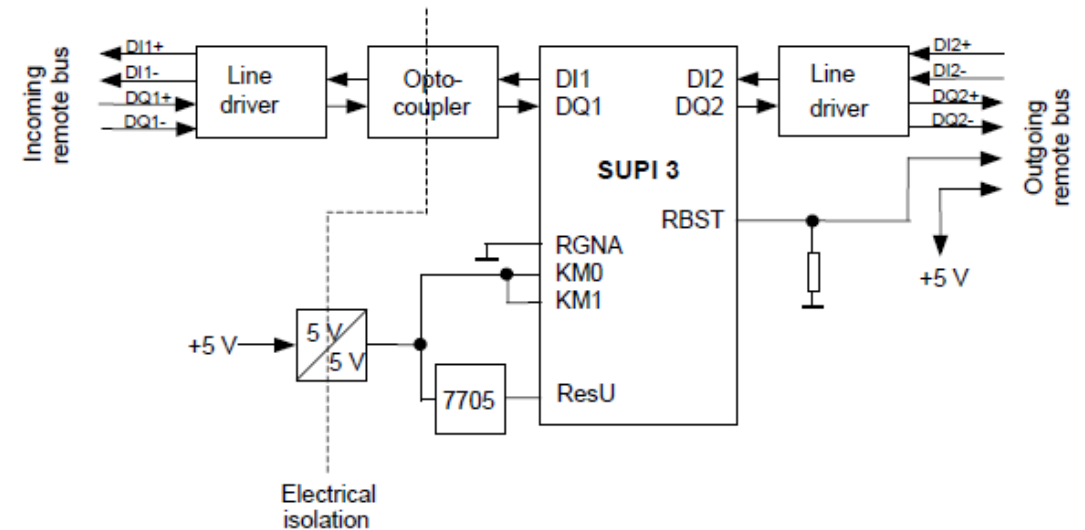 Incoming
remote bus
DI1+
DI1-
DQ1+
DQ1-
Line
driver
Opto-
coupler
DI1
DQ1
DI2
DQ2
SUPI 3
RBST
RGNA
KM0
KM1
ResU
Line
driver
DI2+
DI2-
DQ2+
DQ2-
Outgoing
remote bus
+5 V
+5 V
5 V
5 V
7705
Electrical
isolation